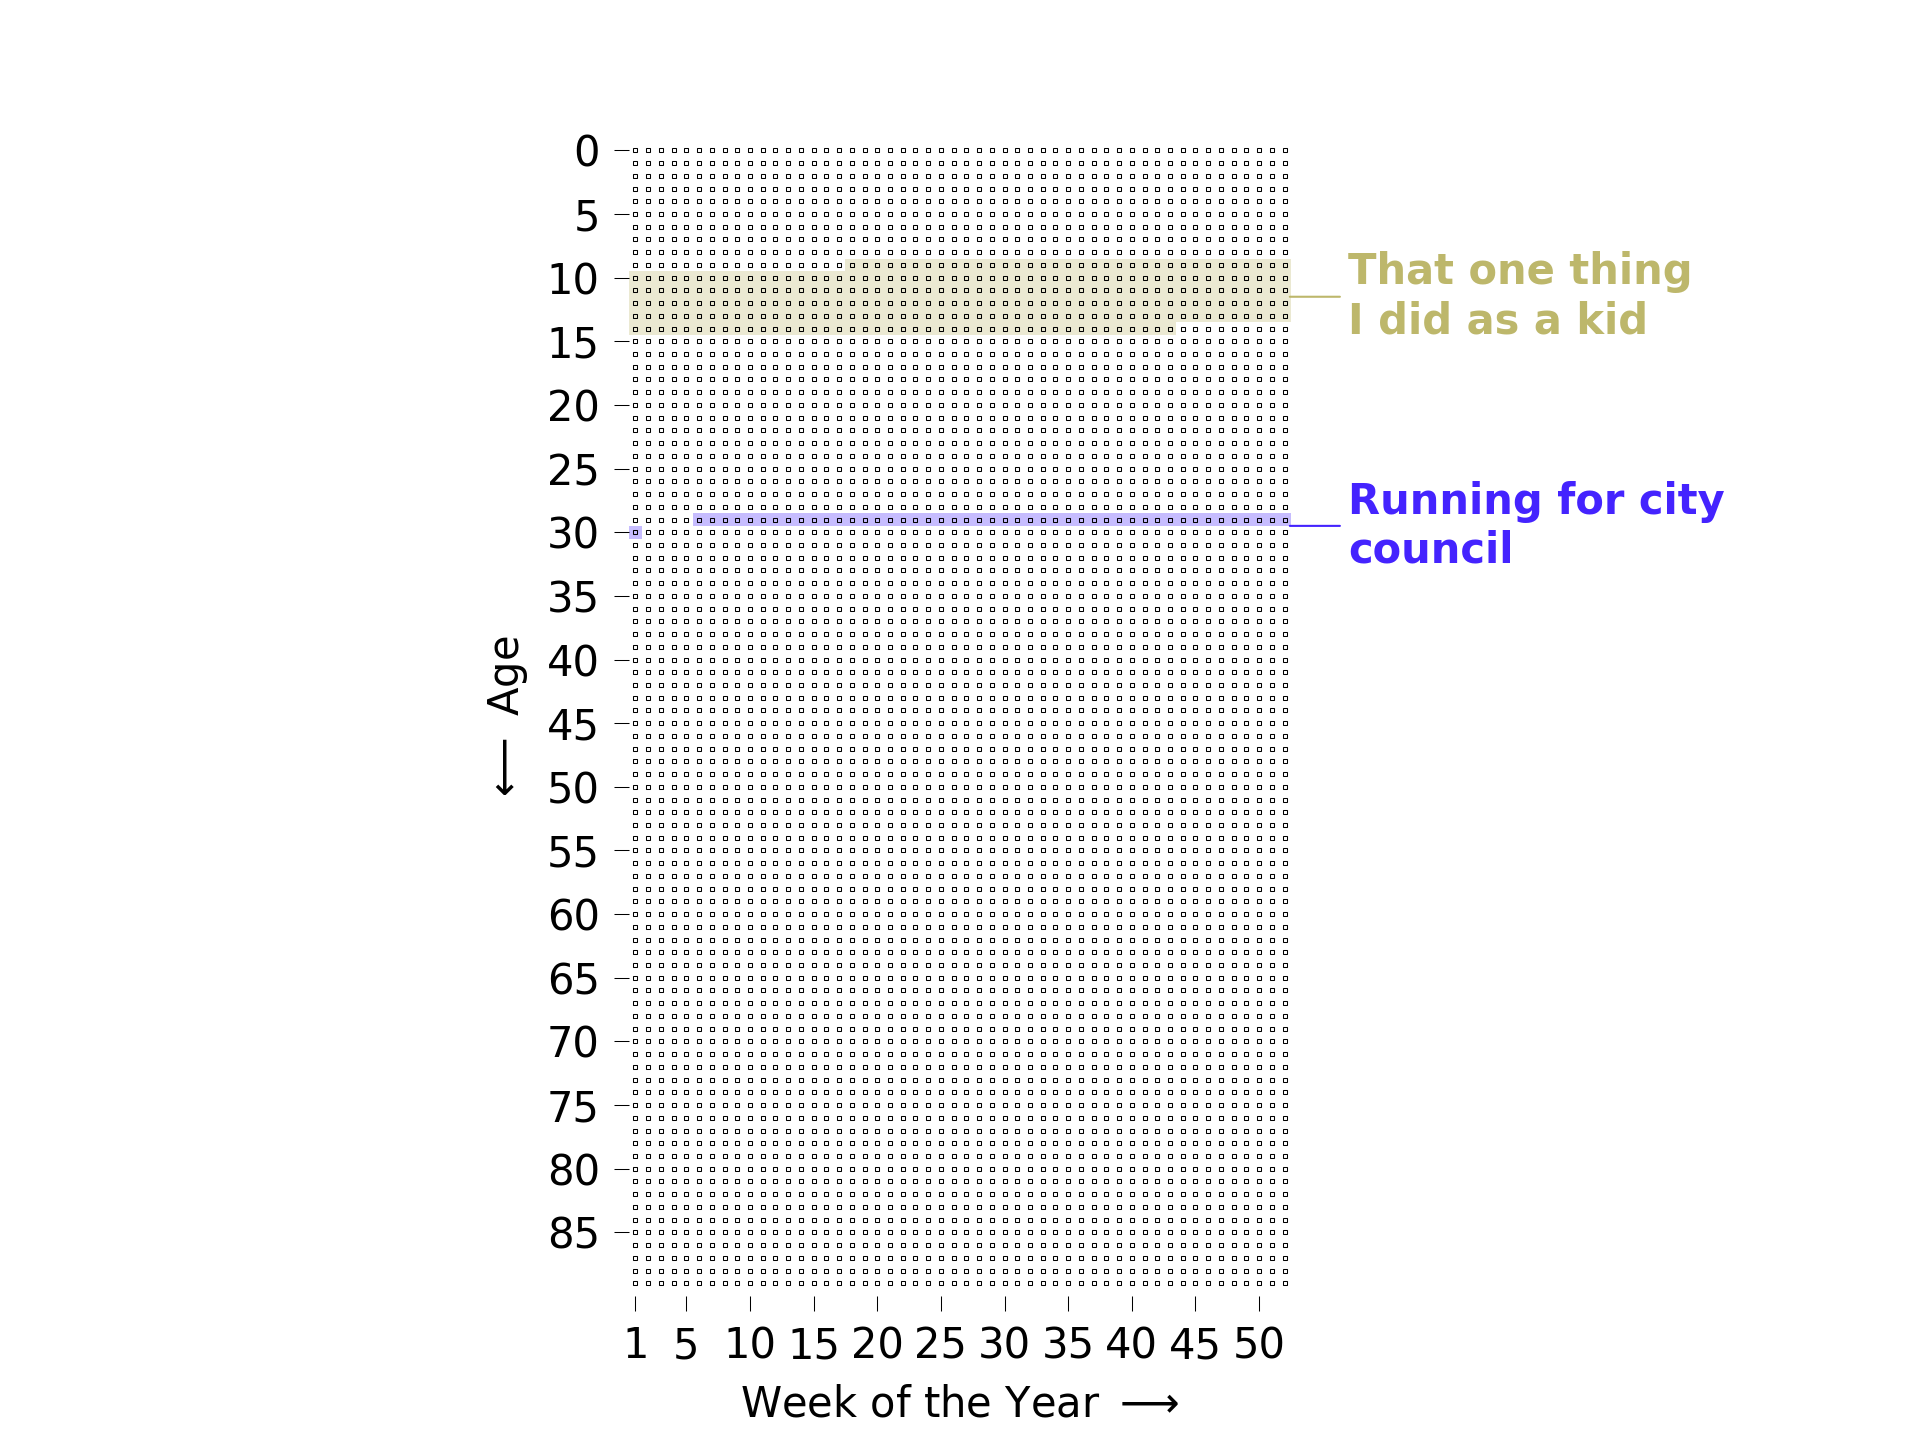 0
5
10
15
20
25
30
35
40
45
50
55
60
65
70
75
80
85
← Age
That one thing
I did as a kid
Running for city
council
1 5 10 15 20 25 30 35 40 45 50
Week of the Year →